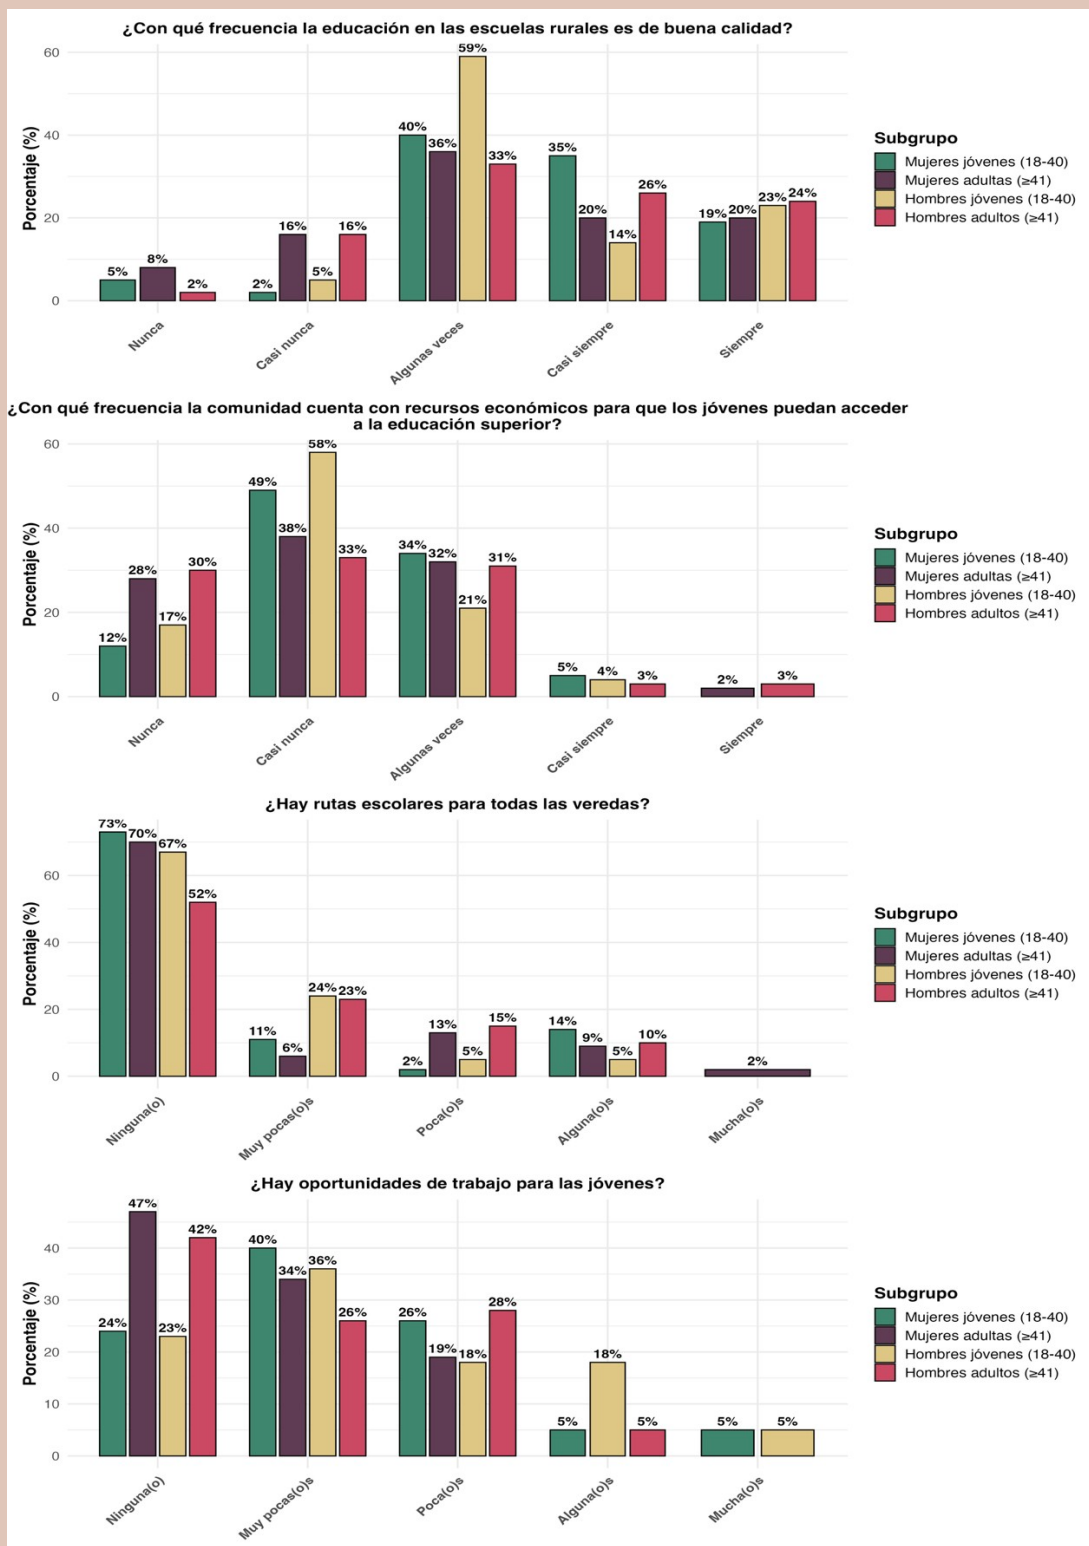 ¿Con qué frecuencia la educación en las escuelas rurales es de buena calidad?
Porcentaje (%)
60
40
20
0
5%
8%
2%
2%
16%
5%
16%
40%
36%
59%
33%
35%
20%
14%
26%
19%
20%
23%
24%
Nunca
Casi nunca
Algunas veces
Casi siempre
Siempre
Subgrupo
Mujeres jóvenes (18-40)
Mujeres adultas (≥41)
Hombres jóvenes (18-40)
Hombres adultos (≥41)
¿Con qué frecuencia la comunidad cuenta con recursos económicos para que los jóvenes puedan acceder
a la educación superior?
Porcentaje (%)
60
40
20
0
12%
28%
17%
30%
49%
38%
58%
33%
34%
32%
21%
31%
5%
4%
3%
2%
3%
Nunca
Casi nunca
Algunas veces
Casi siempre
Siempre
Subgrupo
Mujeres jóvenes (18-40)
Mujeres adultas (≥41)
Hombres jóvenes (18-40)
Hombres adultos (≥41)
¿Hay rutas escolares para todas las veredas?
Porcentaje (%)
60
40
20
0
73%
70%
67%
52%
11%
6%
24%
23%
2%
13%
5%
15%
14%
9%
5%
10%
2%
Ninguna(o)
Muy pocas(o)s
Poca(o)s
Alguna(o)s
Mucha(o)s
Subgrupo
Mujeres jóvenes (18-40)
Mujeres adultas (≥41)
Hombres jóvenes (18-40)
Hombres adultos (≥41)
¿Hay oportunidades de trabajo para las jóvenes?
Porcentaje (%)
40
30
20
10
0
24%
47%
23%
42%
40%
34%
36%
26%
26%
19%
18%
28%
5%
18%
5%
5%
5%
Ninguna(o)
Muy pocas(o)s
Poca(o)s
Alguna(o)s
Mucha(o)s
Subgrupo
Mujeres jóvenes (18-40)
Mujeres adultas (≥41)
Hombres jóvenes (18-40)
Hombres adultos (≥41)